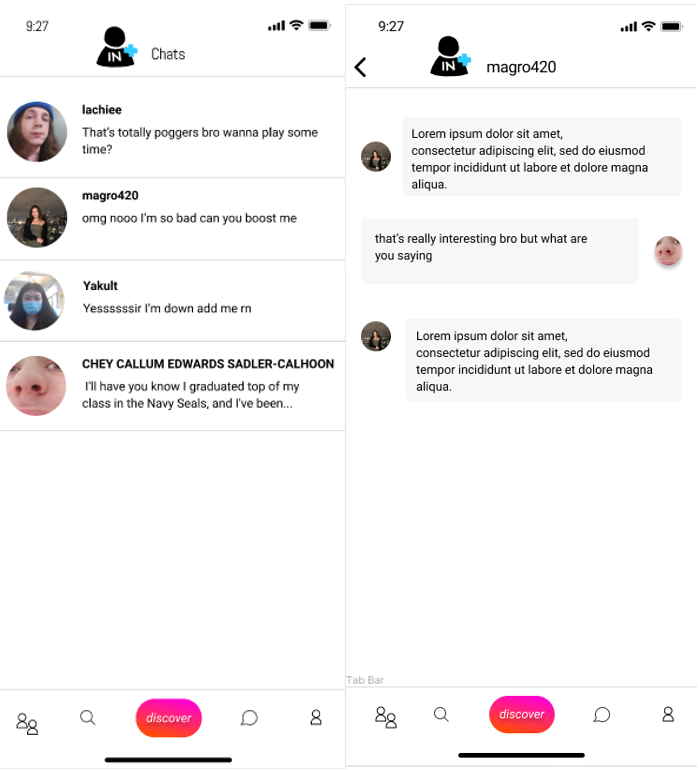 9:27
IN
Chats
lachiee
That's totally poggers bro wanna play some
time?
magro420
omg nooo I'm so bad can you boost me
Yakult
Yesssssssir I'm down add me rn
CHEY CALLUM EDWARDS SADLER-CALHOON
I'll have you know I graduated top of my
class in the Navy Seals, and I've been...
discover
9:27
IN
magro420
Lorem ipsum dolor sit amet,
consectetur adipiscing elit, sed do eiusmod
tempor incididunt ut labore et dolore magna
aliqua.
that's really interesting bro but what are
you saying
Lorem ipsum dolor sit amet,
consectetur adipiscing elit, sed do eiusmod
tempor incididunt ut labore et dolore magna
aliqua.
Tab Bar
discover